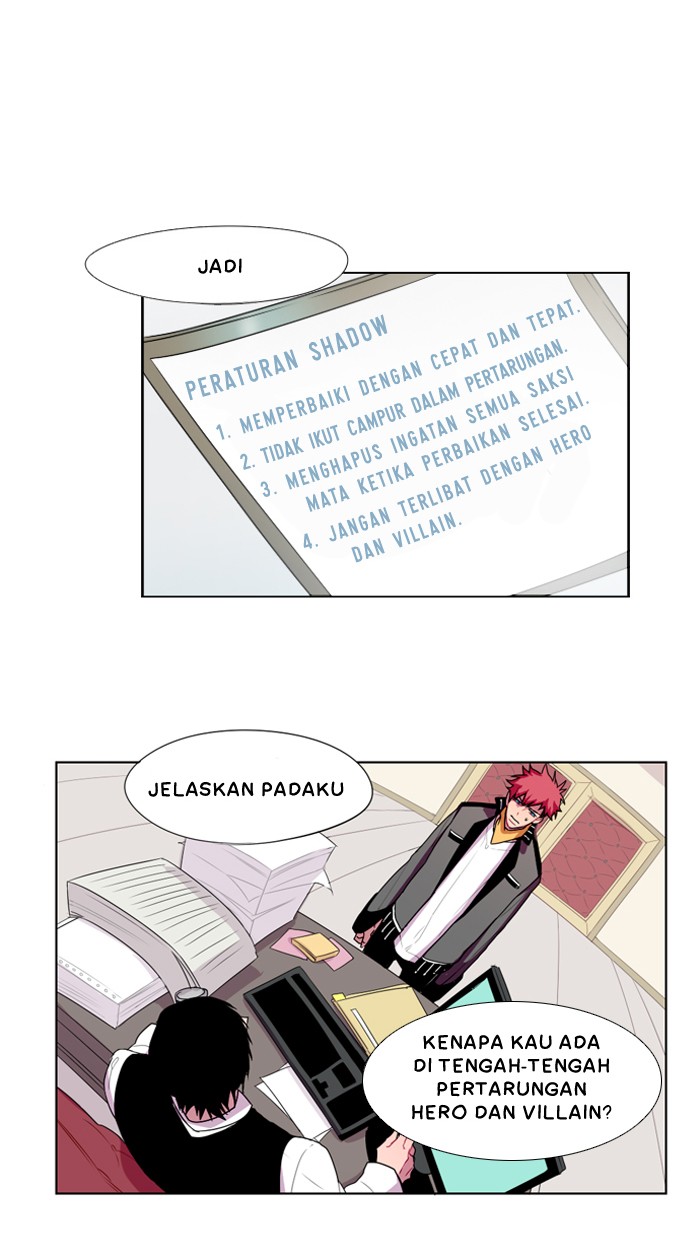 JADI
PERATURAN SHADOW
1. MEMPERBAIKI DENGAN CEPAT DAN TEPAT.
2. TIDAK IKUT CAMPUR DALAM PERTARUNGAN.
3. MENGHAPUS INGATAN SEMUA SAKSI
MATA KETIKA PERBAIKAN SELESAI.
4. JANGAN TERLIBAT DENGAN HERO
DAN VILLAIN.
JELASKAN PADAKU
KENAPA KAU ADA
DI TENGAH-TENGAH
PERTARUNGAN
HERO DAN VILLAIN?